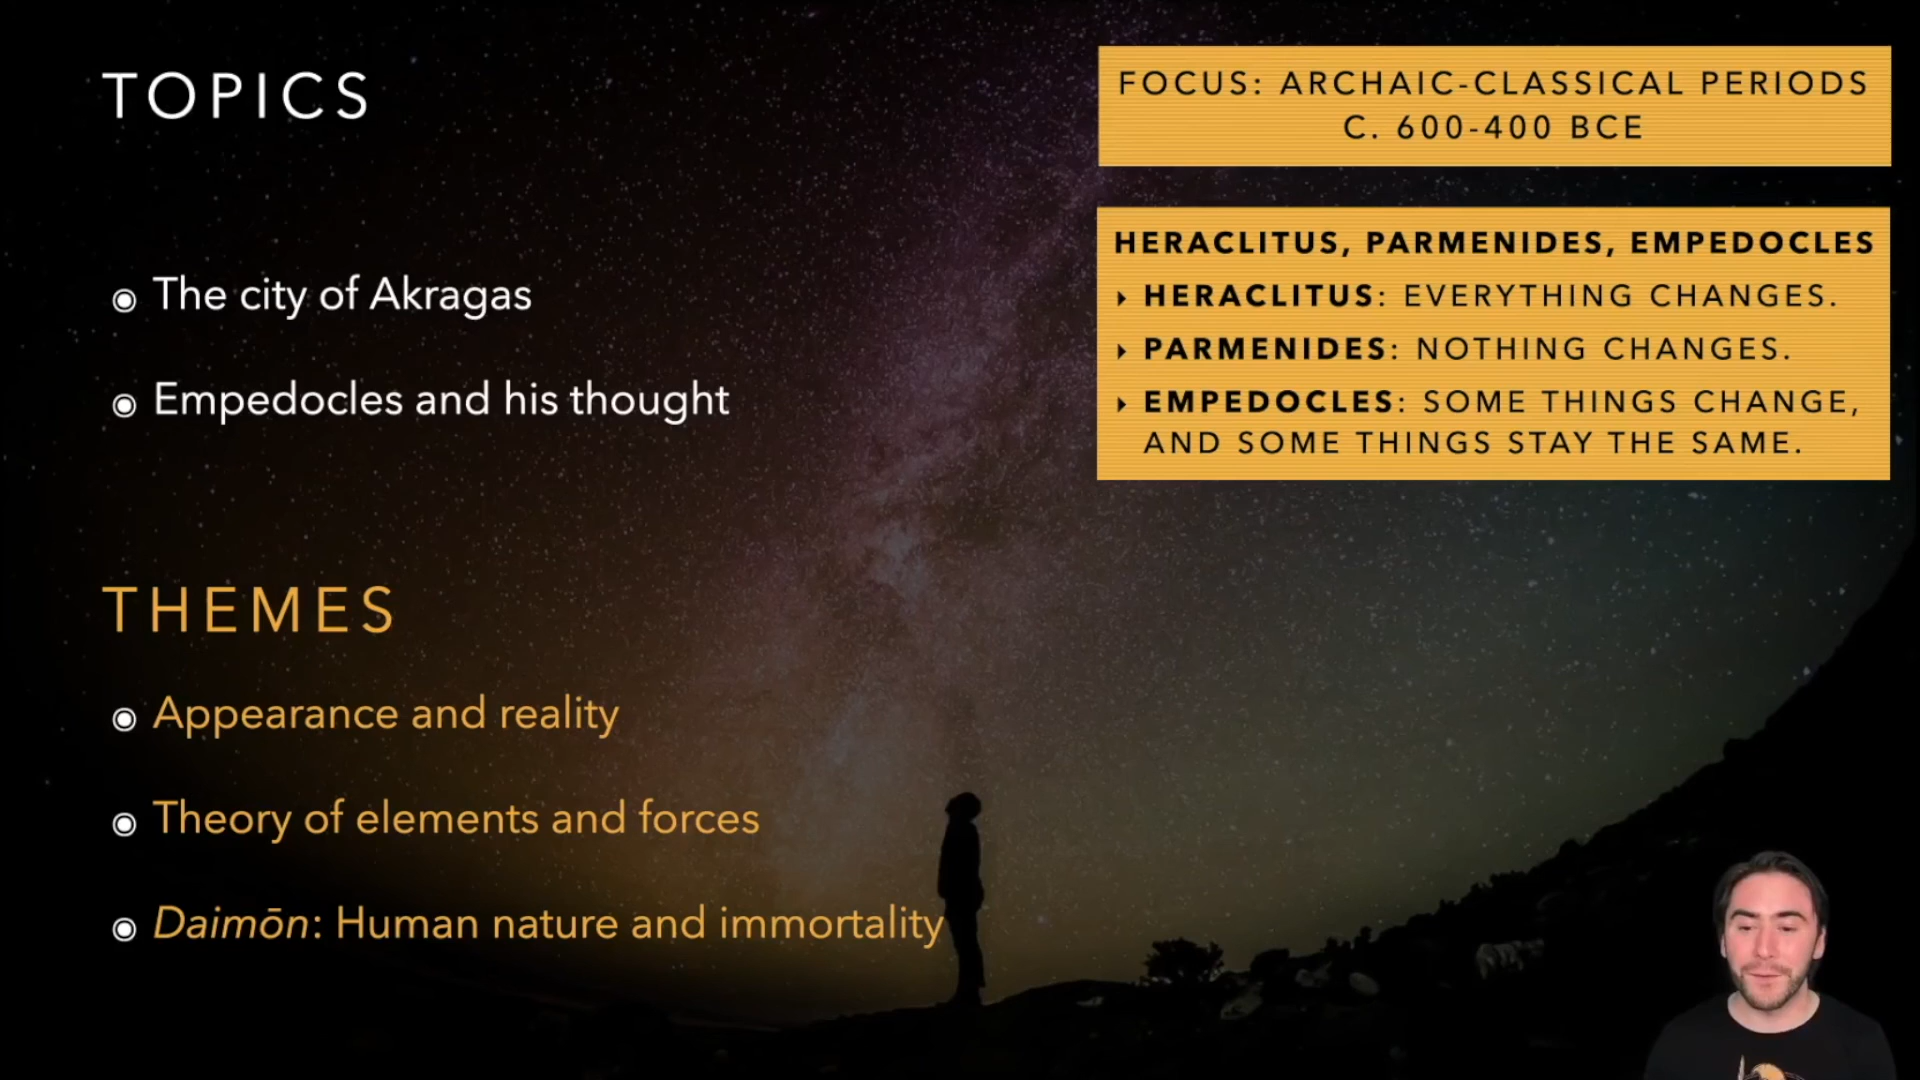 TOPICS
The city of Akragas
Empedocles and his thought
THEMES
Appearance and reality
Theory of elements and forces
Daimōn: Human nature and immortality
FOCUS: ARCHAIC-CLASSICAL PERIODS
C. 600-400 BCE
HERACLITUS, PARMENIDES, EMPEDOCLES
HERACLITUS: EVERYTHING CHANGES.
PARMENIDES: NOTHING CHANGES.
EMPEDOCLES: SOME THINGS CHANGE,
AND SOME THINGS STAY THE SAME.